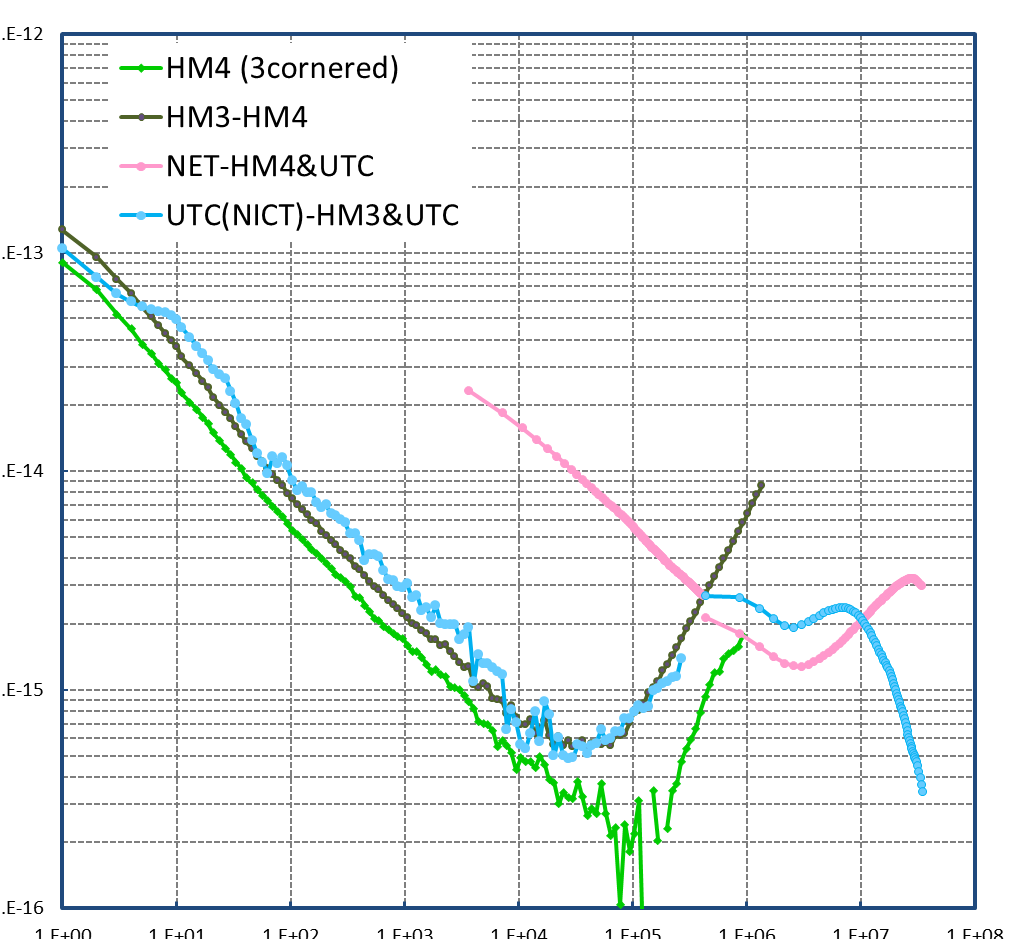 .E-12
HM4 (3cornered)
HM3-HM4
NET-HM4&UTC
UTC(NICT)-HM3&UTC
.E-13
.E-14
.E-15
.E-16
1.E+00 1.E+01 1.E+02 1.E+03 1.E+04 1.E+05 1.E+06 1.E+07 1.E+08